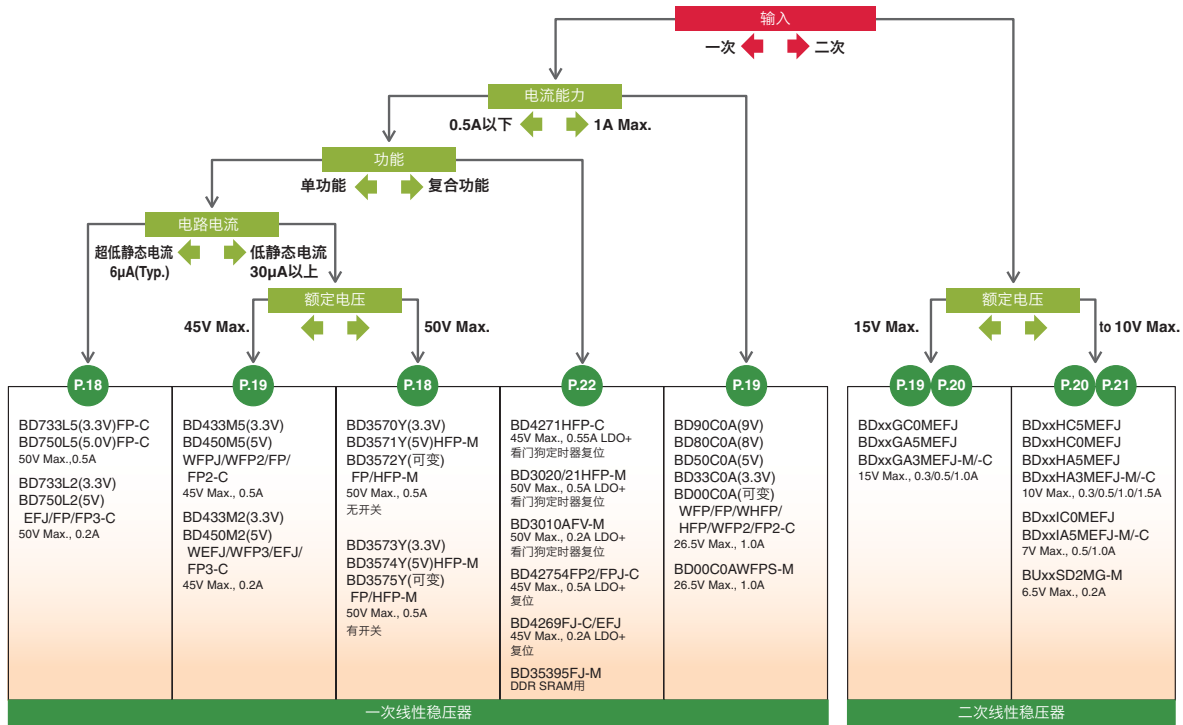 输入
一次 二次
电流能力
0.5A以下 1A Max.
功能
单功能 复合功能
电路电流
超低静态电流
6μA(Typ.)
低静态电流
30μA以上
额定电压
45V Max. 50V Max.
额定电压
15V Max. to 10V Max.
P.18
BD733L5(3.3V)FP-C
BD750L5(5.0V)FP-C
50V Max.,0.5A
BD733L2(3.3V)
BD750L2(5V)
EFJ/FP/FP3-C
50V Max., 0.2A
P.19
BD433M5(3.3V)
BD450M5(5V)
WFPJ/WFP2/FP/
FP2-C
45V Max., 0.5A
BD433M2(3.3V)
BD450M2(5V)
WEFJ/WFP3/EFJ/
FP3-C
45V Max., 0.2A
P.18
BD3570Y(3.3V)
BD3571Y(5V)HFP-M
BD3572Y(可变)
FP/HFP-M
50V Max., 0.5A
无开关
BD3573Y(3.3V)
BD3574Y(5V)HFP-M
BD3575Y(可变)
FP/HFP-M
50V Max., 0.5A
有开关
P.22
BD4271HFP-C
45V Max., 0.55A LDO+
看门狗定时器复位
BD3020/21HFP-M
50V Max., 0.5A LDO+
看门狗定时器复位
BD3010AFV-M
50V Max., 0.2A LDO+
看门狗定时器复位
BD42754FP2/FPJ-C
45V Max., 0.5A LDO+
复位
BD4269FJ-C/EFJ
45V Max., 0.2A LDO+
复位
BD35395FJ-M
DDR SRAM用
P.19
BD90C0A(9V)
BD80C0A(8V)
BD50C0A(5V)
BD33C0A(3.3V)
BD00C0A(可变)
WFP/FP/WHFP/
HFP/WFP2/FP2-C
26.5V Max., 1.0A
BD00C0AWFPS-M
26.5V Max., 1.0A
一次线性稳压器
P.19 P.20
BDxxGC0MEFJ
BDxxGA5MEFJ
BDxxGA3MEFJ-M/-C
15V Max., 0.3/0.5/1.0A
P.20 P.21
BDxxHC5MEFJ
BDxxHC0MEFJ
BDxxHA5MEFJ
BDxxHA3MEFJ-M/-C
10V Max., 0.3/0.5/1.0/1.5A
BDxxIC0MEFJ
BDxxIA5MEFJ-M/-C
7V Max., 0.5/1.0A
BUxxSD2MG-M
6.5V Max., 0.2A
二次线性稳压器